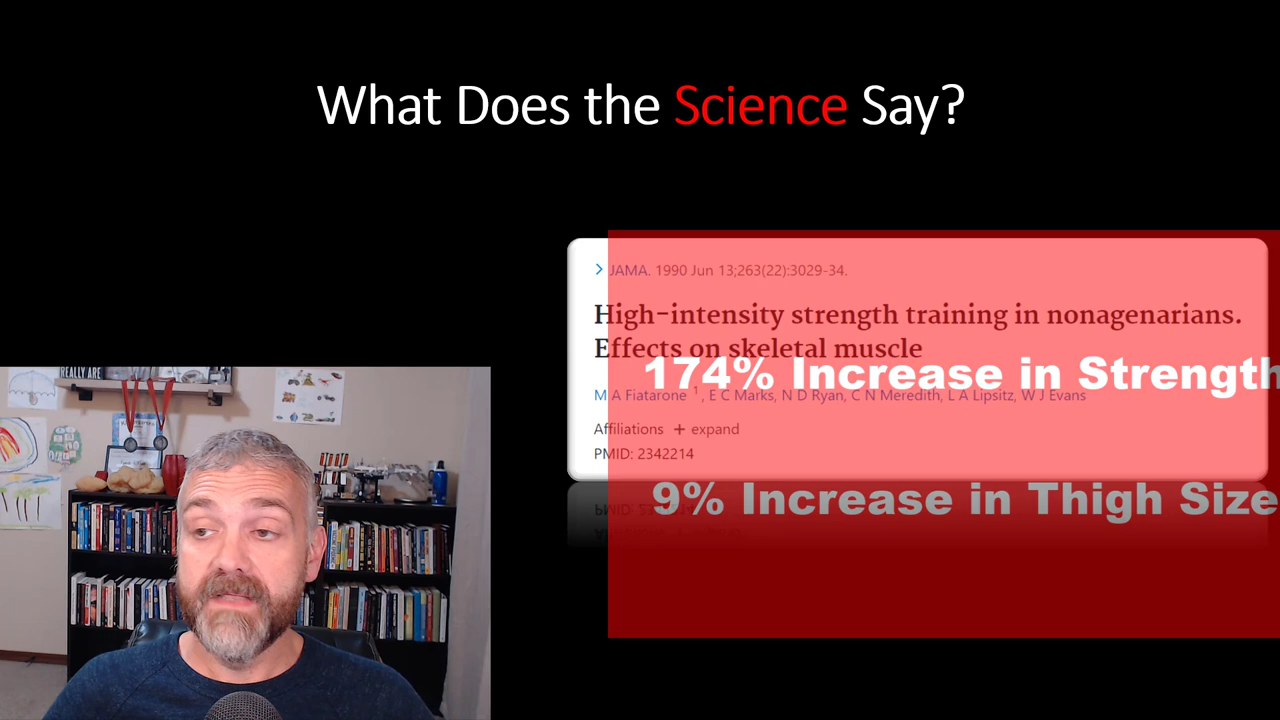 What Does the Science Say?
JAMA. 1990 Jun 13;263(22):3029-34.
High-intensity strength training in nonagenarians.
Effects on skeletal muscle
174% Increase in Strength
M A Fiatarone 1, E C Marks, N D Ryan, C N Meredith, L A Lipsitz, W J Evans
Affiliations + expand
PMID: 2342214
9% Increase in Thigh Size
REALLY ARE